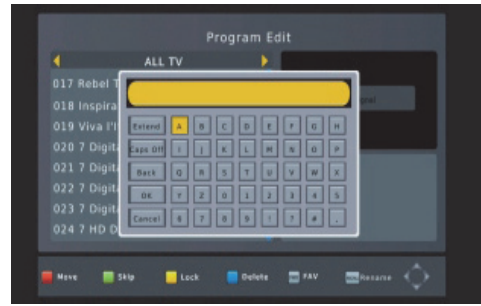 Program Edit
ALL TV
017 Rebel T
018 Inspira
019 Viva l'I
020 7 Digit
021 7 Digit
022 7 Digit
023 7 Digit
024 7 HD D
Extend A B C D E F G H
Caps Off I J K L M N O P
Back Q R S T U V W X
OK Y Z 0 1 2 3 4 5
Cancel 6 7 8 9 ! ? # .
Move Skip Lock Delete FAV Rename